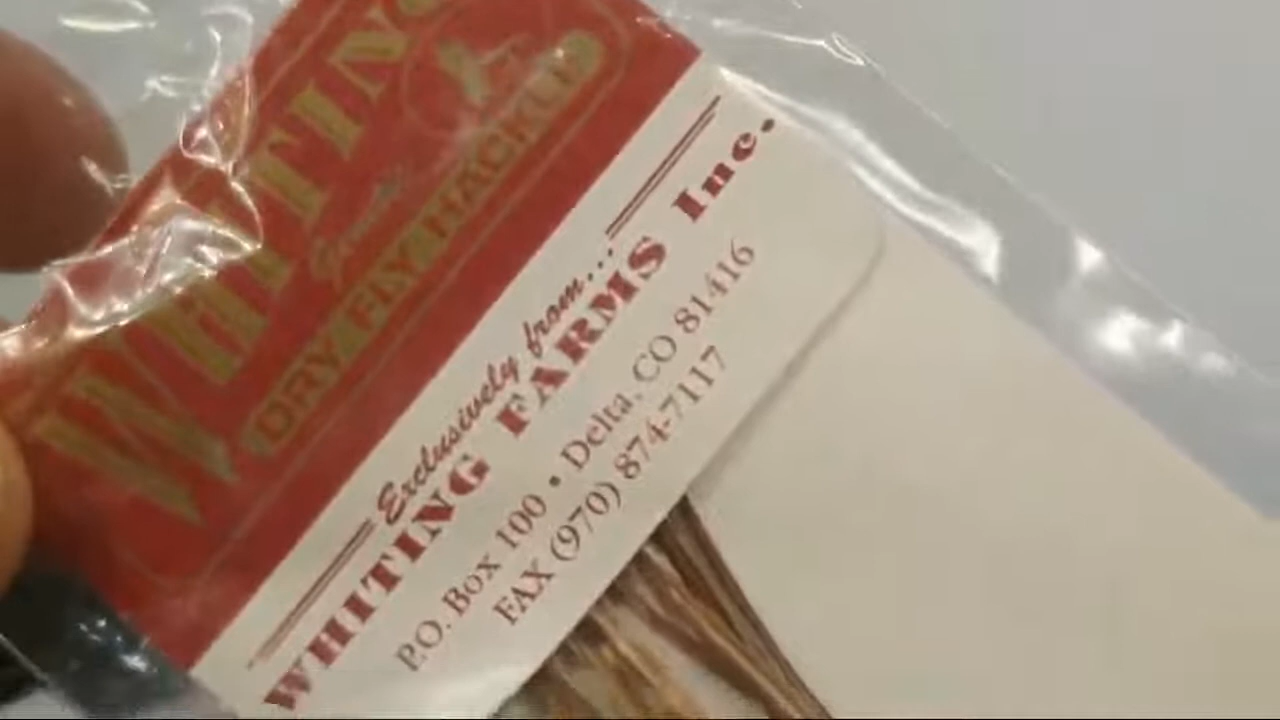 WHITING
DRY FLY HACKLE
Exclusively from...
WHITING FARMS Inc.
P.O. Box 100 • Delta, CO 81416
FAX (970) 874-7117